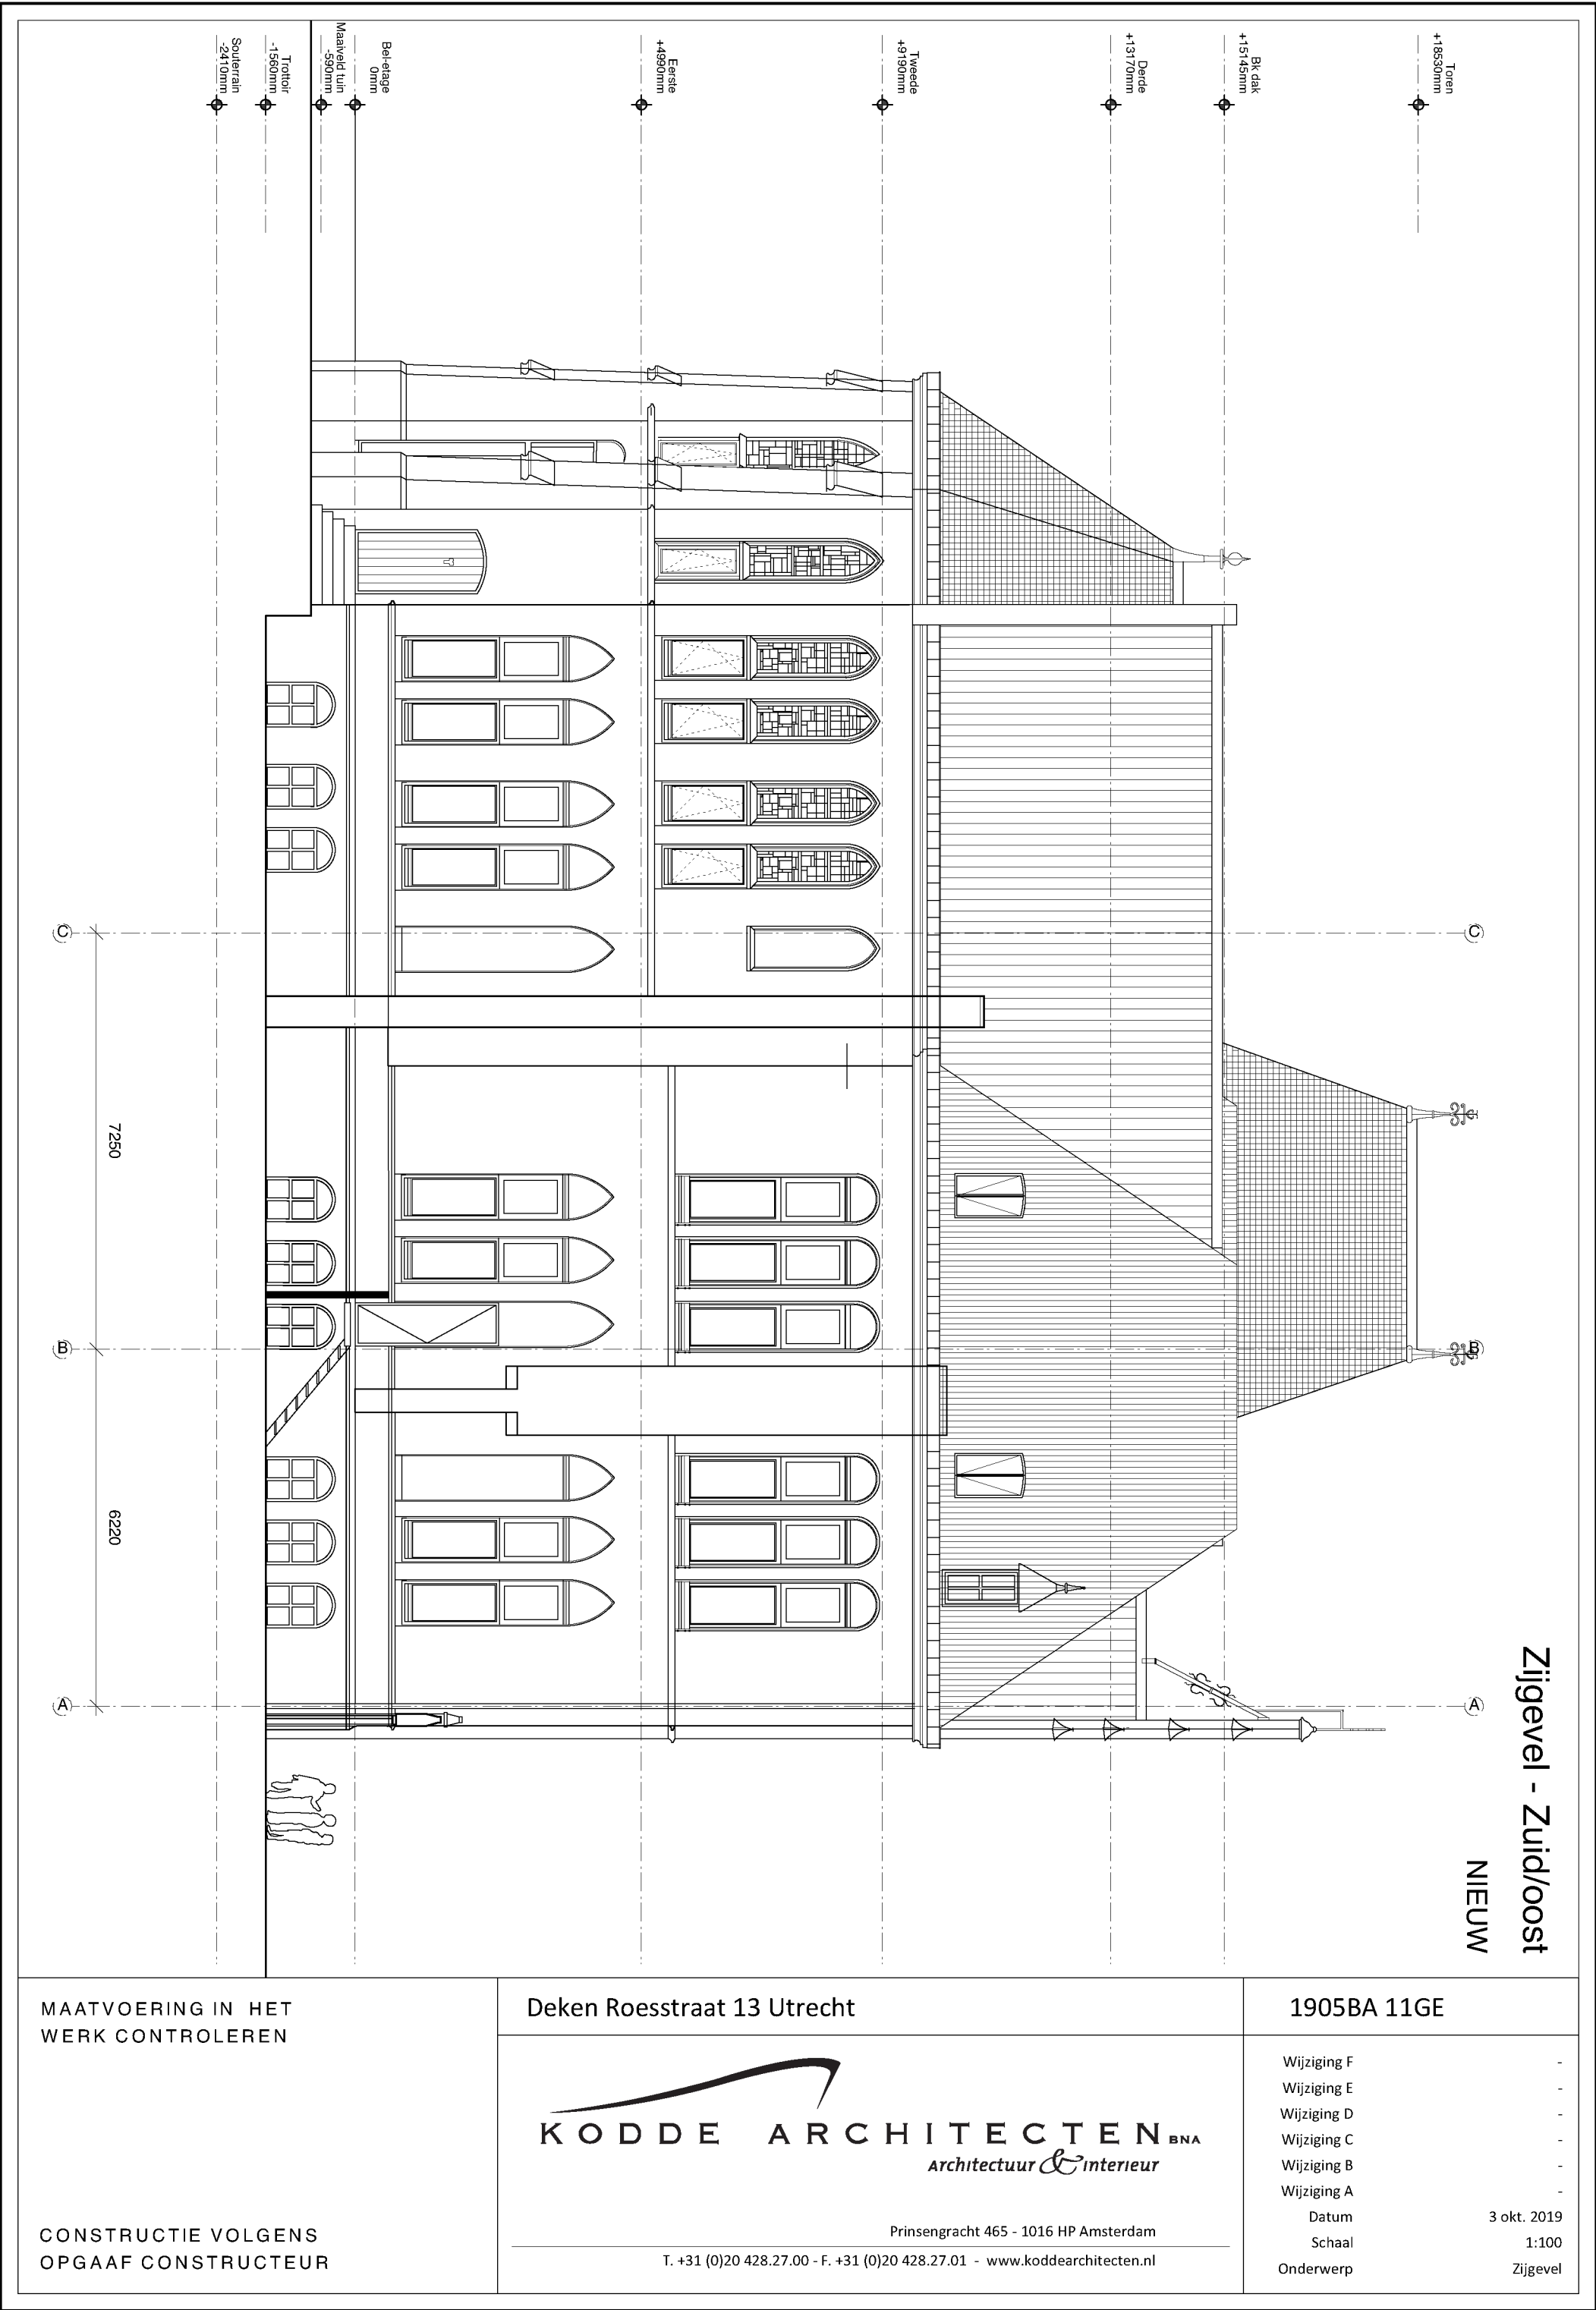 Zijgevel - Zuid/oost
NIEUW
Toren
+18530mm
Bk dak
+15145mm
Derde
+13170mm
Tweede
+9190mm
Eerste
+4990mm
Bel-etage
0mm
Maaiveld tuin
-590mm
Trottoir
-1560mm
Souterrain
-2410mm
C
C
B
B
A
A
7250
6220
MAATVOERING IN HET
WERK CONTROLEREN
CONSTRUCTIE VOLGENS
OPGAAF CONSTRUCTEUR
Deken Roesstraat 13 Utrecht
KODDE ARCHITECTEN BNA
Architectuur & interieur
Prinsengracht 465 - 1016 HP Amsterdam
T. +31 (0)20 428.27.00 - F. +31 (0)20 428.27.01 - www.koddearchitecten.nl
1905BA 11GE
Wijziging F -
Wijziging E -
Wijziging D -
Wijziging C -
Wijziging B -
Wijziging A -
Datum 3 okt. 2019
Schaal 1:100
Onderwerp Zijgevel